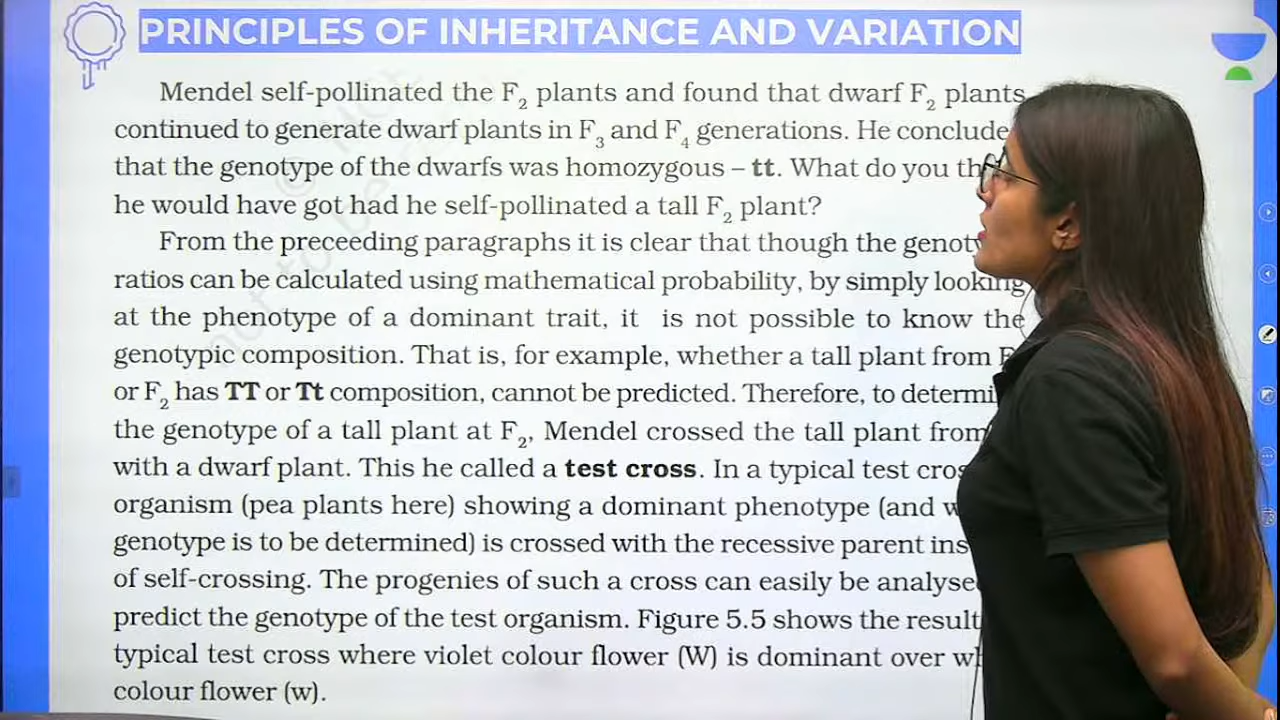 PRINCIPLES OF INHERITANCE AND VARIATION
Mendel self-pollinated the F₂ plants and found that dwarf F₂ plants
continued to generate dwarf plants in F₃ and F₄ generations. He conclude
that the genotype of the dwarfs was homozygous – tt. What do you th
he would have got had he self-pollinated a tall F₂ plant?
From the preceeding paragraphs it is clear that though the genoty
ratios can be calculated using mathematical probability, by simply looking
at the phenotype of a dominant trait, it is not possible to know the
genotypic composition. That is, for example, whether a tall plant from F
or F₂ has TT or Tt composition, cannot be predicted. Therefore, to determi
the genotype of a tall plant at F₂, Mendel crossed the tall plant from
with a dwarf plant. This he called a test cross. In a typical test cros
organism (pea plants here) showing a dominant phenotype (and w
genotype is to be determined) is crossed with the recessive parent ins
of self-crossing. The progenies of such a cross can easily be analyse
predict the genotype of the test organism. Figure 5.5 shows the result
typical test cross where violet colour flower (W) is dominant over wh
colour flower (w).